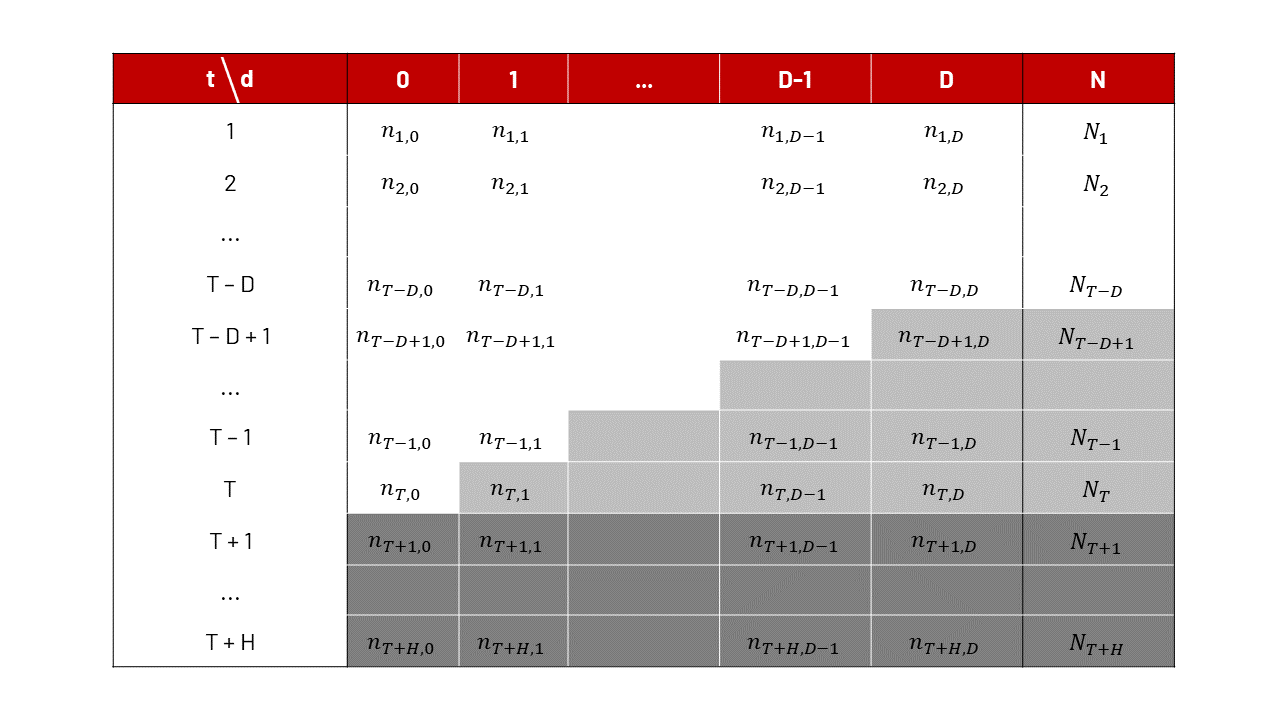 t \ d 0 1 ... D-1 D N
1 n_{1,0} n_{1,1} n_{1,D−1} n_{1,D} N_1
2 n_{2,0} n_{2,1} n_{2,D−1} n_{2,D} N_2
...
T – D n_{T−D,0} n_{T−D,1} n_{T−D,D−1} n_{T−D,D} N_{T−D}
T – D + 1 n_{T−D+1,0} n_{T−D+1,1} n_{T−D+1,D−1} n_{T−D+1,D} N_{T−D+1}
...
T – 1 n_{T−1,0} n_{T−1,1} n_{T−1,D−1} n_{T−1,D} N_{T−1}
T n_{T,0} n_{T,1} n_{T,D−1} n_{T,D} N_T
T + 1 n_{T+1,0} n_{T+1,1} n_{T+1,D−1} n_{T+1,D} N_{T+1}
...
T + H n_{T+H,0} n_{T+H,1} n_{T+H,D−1} n_{T+H,D} N_{T+H}